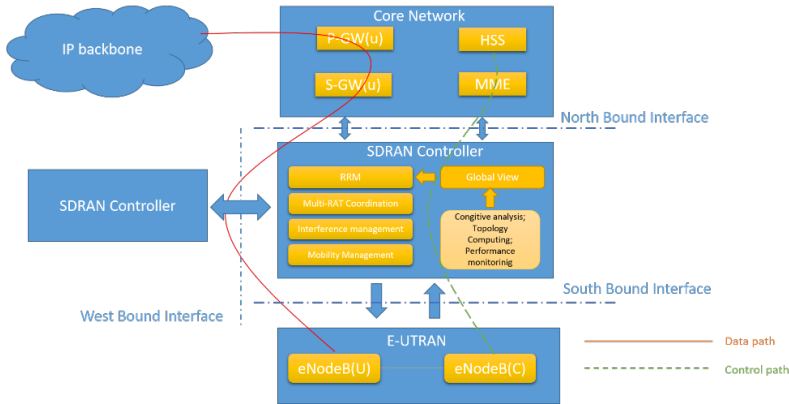 Core Network
IP backbone
P-GW(u)
HSS
S-GW(u)
MME
North Bound Interface
SDRAN Controller
RRM
Global View
SDRAN Controller
Multi-RAT Coordination
Interference management
Mobility Management
Congitive analysis;
Topology
Computing;
Performance
monitorinig
South Bound Interface
West Bound Interface
E-UTRAN
eNodeB(U)
eNodeB(C)
Data path
Control path